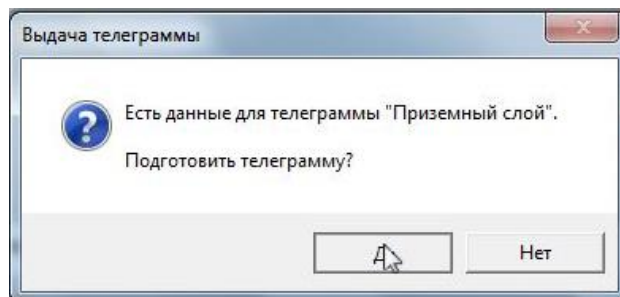 Выдача телеграммы
Есть данные для телеграммы "Приземный слой".
Подготовить телеграмму?
Нет